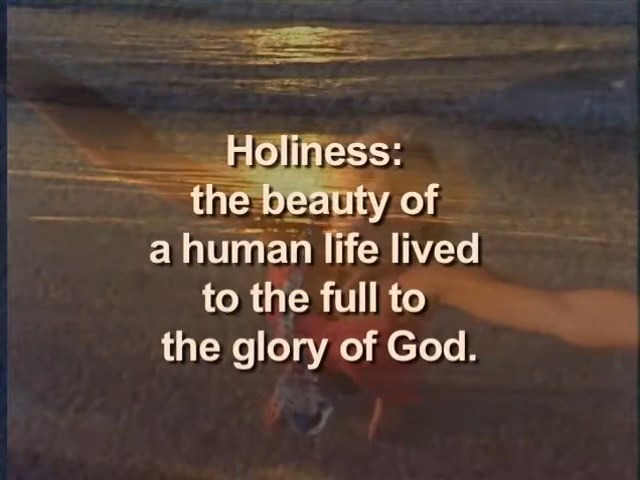 Holiness:
the beauty of
a human life lived
to the full to
the glory of God.